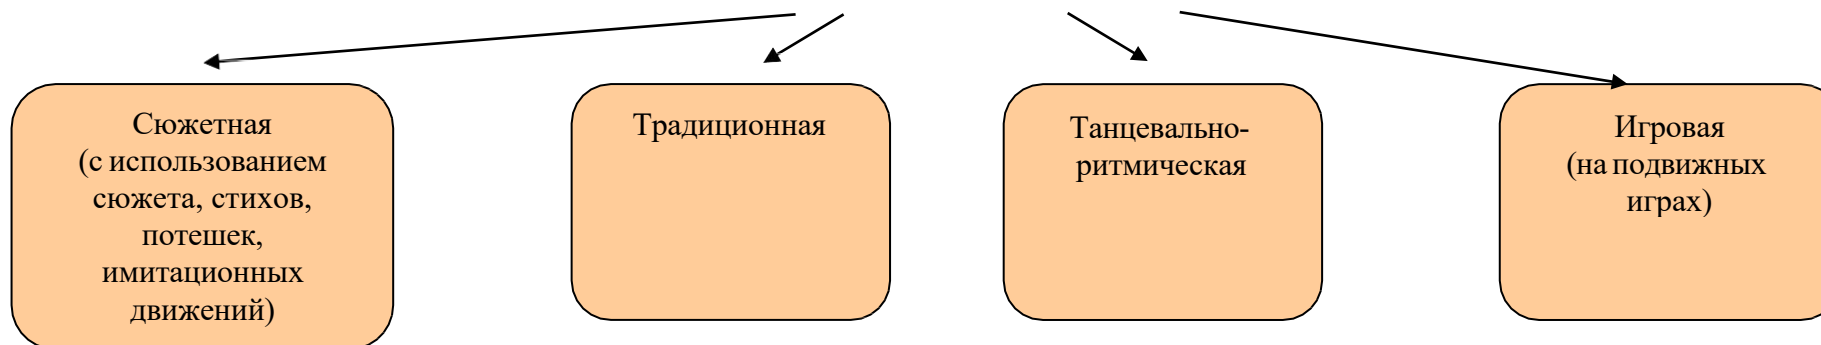 Сюжетная
(с использованием
сюжета, стихов,
потешек,
имитационных
движений)
Традиционная
Танцевально-
ритмическая
Игровая
(на подвижных
играх)